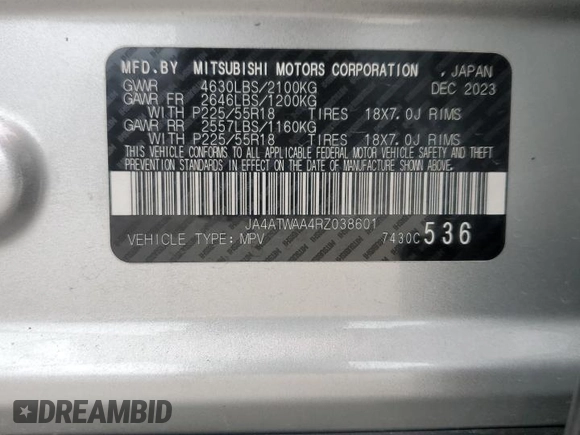 MFD.BY MITSUBISHI MOTORS CORPORATION , JAPAN
GVWR 4630LBS/2100KG DEC 2023
GAWR FR 2646LBS/1200KG
WITH P225/55R18 TIRES 18X7.0J RIMS
GAWR RR 2557LBS/1160KG
WITH P225/55R18 TIRES 18X7.0J RIMS
THIS VEHICLE CONFORMS TO ALL APPLICABLE FEDERAL MOTOR VEHICLE SAFETY AND THEFT
PREVENTION STANDARDS IN EFFECT ON THE DATE OF MANUFACTURE SHOWN ABOVE.
JA4ATWAA4RZ038601
VEHICLE TYPE: MPV 7430C 536
DREAMBID